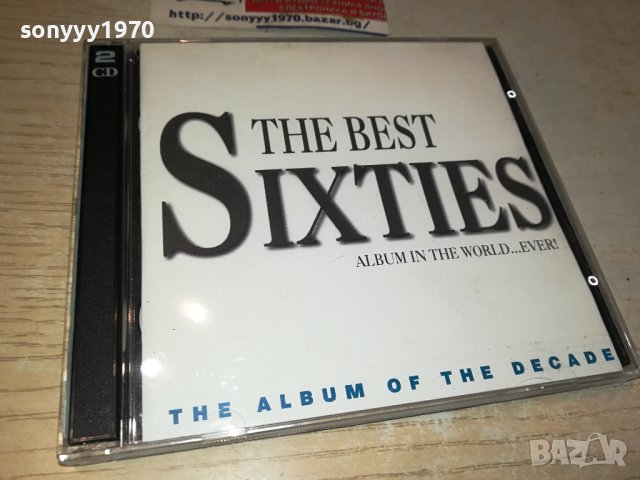 sonyyy1970
http://sonyyy1970.bazar.bg/
2
CD
THE BEST
SIXTIES
ALBUM IN THE WORLD...EVER!
THE ALBUM OF THE DECADE
BAZAR